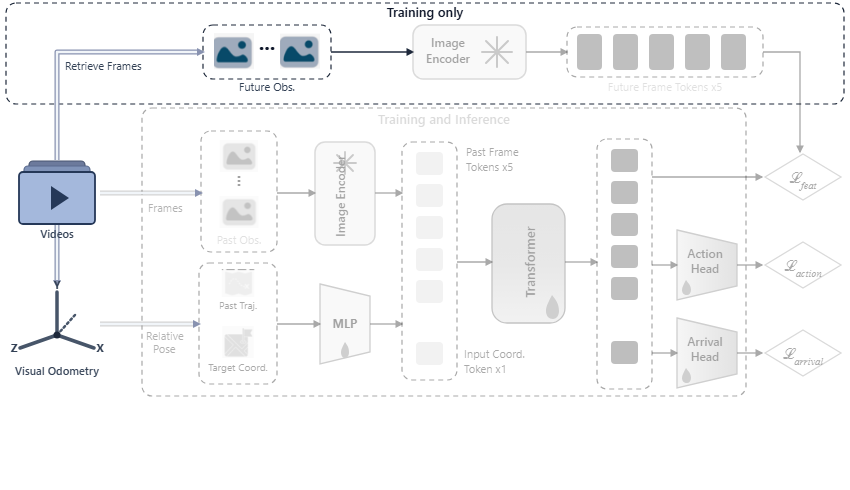 Training only
Retrieve Frames
Image
Encoder
Future Obs.
Future Frame Tokens x5
Training and Inference
Past Frame
Tokens x5
Image Encoder
Transformer
ℒfeat
Videos
Frames
Past Obs.
Action
Head
ℒaction
Past Traj.
MLP
Relative
Pose
Z
X
Y
Target Coord.
Input Coord.
Token x1
Arrival
Head
ℒarrival
Visual Odometry